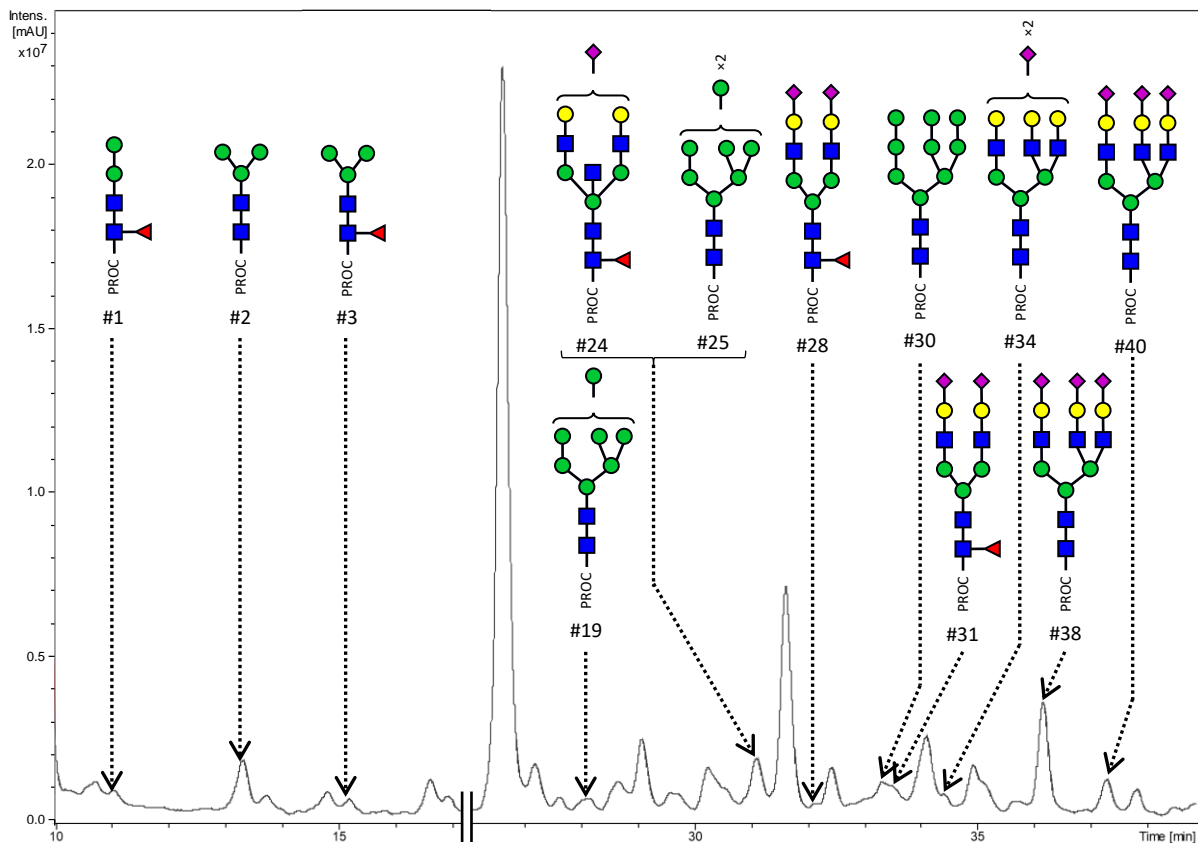 Intens.
[mAU]
x10⁷
2.0
1.5
1.0
0.5
0.0
×2
×2
PROC
PROC
PROC
PROC
PROC
PROC
PROC
PROC
PROC
#1
#2
#3
#24
#25
#28
#30
#34
#40
PROC
PROC
PROC
#19
#31
#38
10
15
30
35
Time [min]